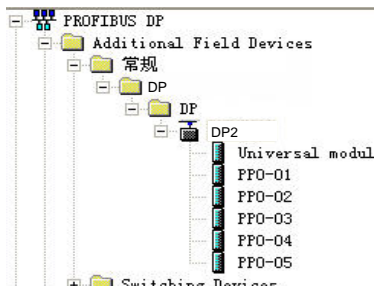 PROFIBUS DP
Additional Field Devices
常规
DP
DP
DP2
Universal modul
PPO-01
PPO-02
PPO-03
PPO-04
PPO-05
Switching Devices